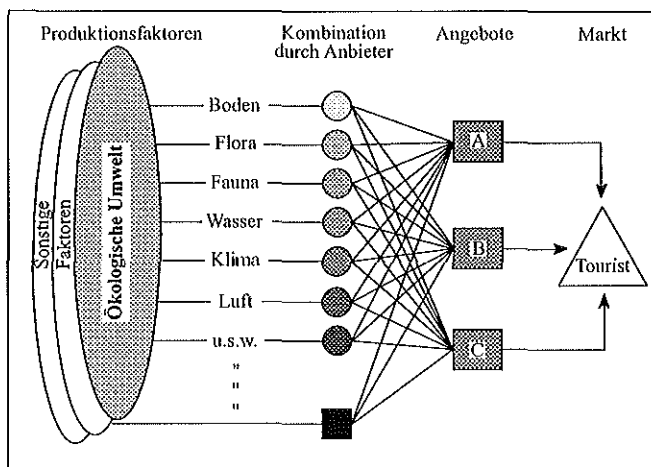 Produktionsfaktoren
Kombination
durch Anbieter
Angebote
Markt
Sonstige
Faktoren
Ökologische Umwelt
Boden
Flora
Fauna
Wasser
Klima
Luft
u.s.w.
"
"
"
A
B
C
Tourist